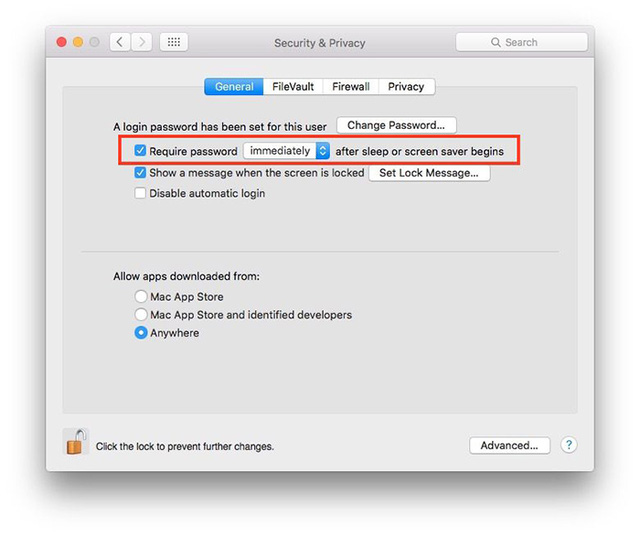 Security & Privacy
Search
General FileVault Firewall Privacy
A login password has been set for this user Change Password...
Require password immediately after sleep or screen saver begins
Show a message when the screen is locked Set Lock Message...
Disable automatic login
Allow apps downloaded from:
Mac App Store
Mac App Store and identified developers
Anywhere
Click the lock to prevent further changes.
Advanced... ?